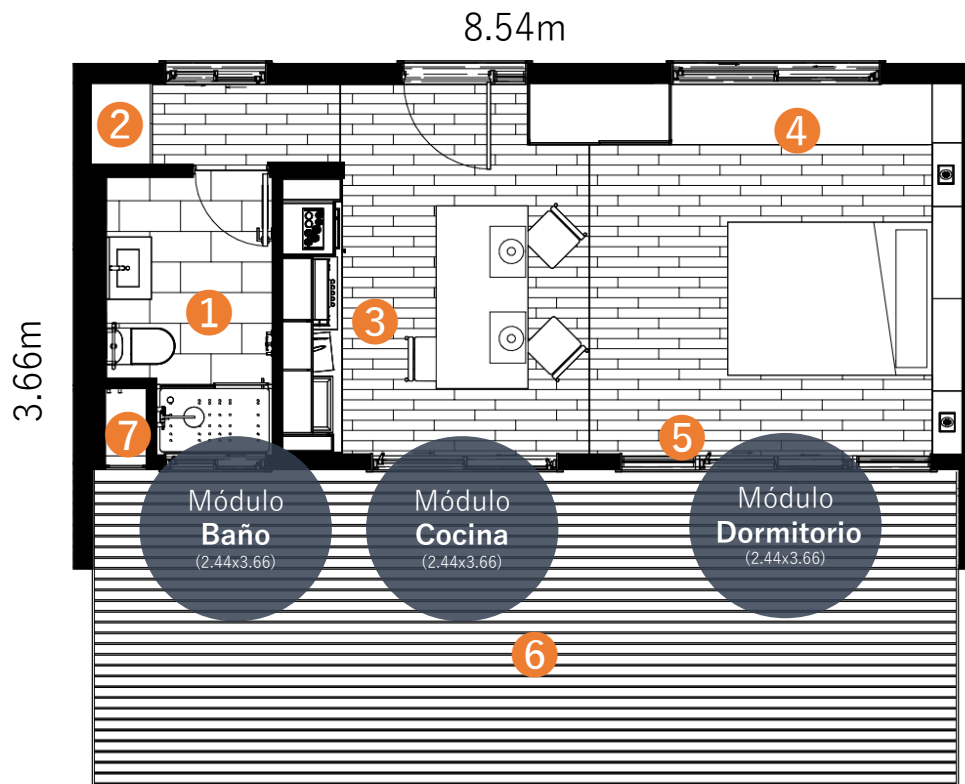 8.54m
3.66m
2
4
1
3
7
5
Módulo
Baño
(2.44x3.66)
Módulo
Cocina
(2.44x3.66)
Módulo
Dormitorio
(2.44x3.66)
6